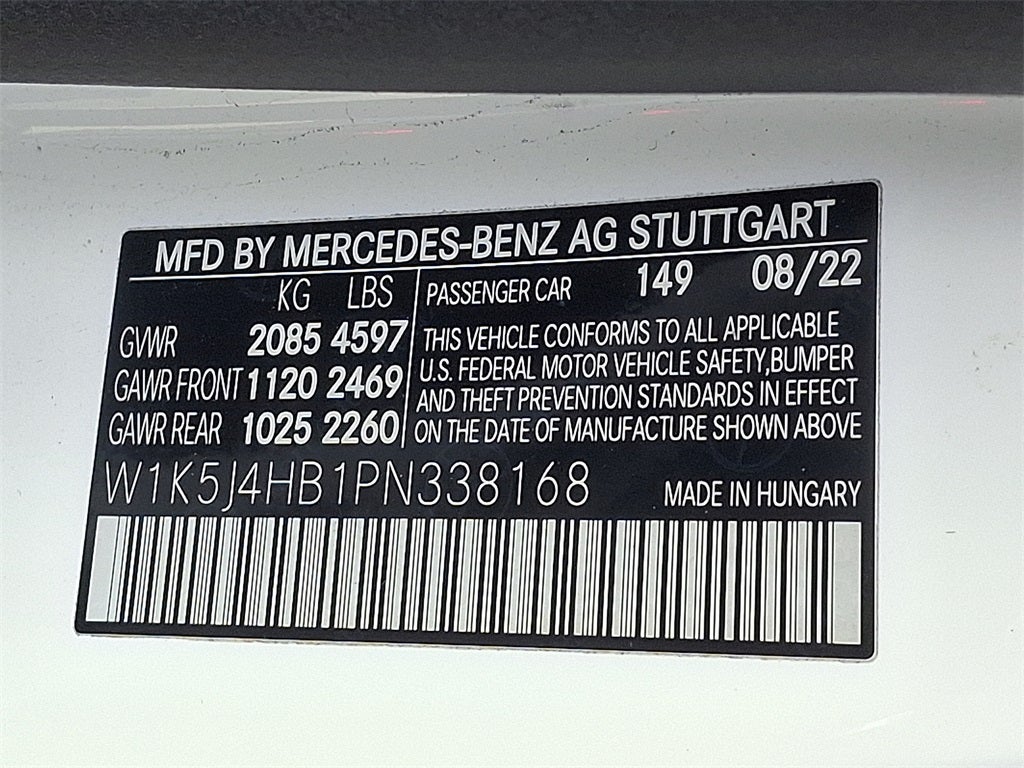 MFD BY MERCEDES-BENZ AG STUTTGART
KG LBS
GVWR 2085 4597
GAWR FRONT 1120 2469
GAWR REAR 1025 2260
PASSENGER CAR 149 08/22
THIS VEHICLE CONFORMS TO ALL APPLICABLE
U.S. FEDERAL MOTOR VEHICLE SAFETY,BUMPER
AND THEFT PREVENTION STANDARDS IN EFFECT
ON THE DATE OF MANUFACTURE SHOWN ABOVE
W1K5J4HB1PN338168 MADE IN HUNGARY